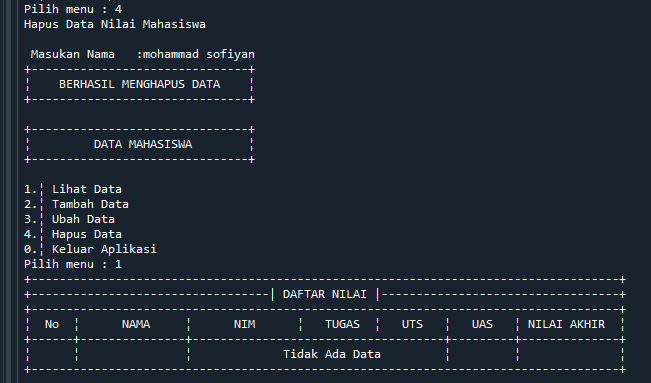 Pilih menu : 4
Hapus Data Nilai Mahasiswa
Masukan Nama :mohammad sofiyan
BERHASIL MENGHAPUS DATA
DATA MAHASISWA
1.¦ Lihat Data
2.¦ Tambah Data
3.¦ Ubah Data
4.¦ Hapus Data
0.¦ Keluar Aplikasi
Pilih menu : 1
| DAFTAR NILAI |
¦ No ¦ NAMA ¦ NIM ¦ TUGAS ¦ UTS ¦ UAS ¦ NILAI AKHIR ¦
Tidak Ada Data